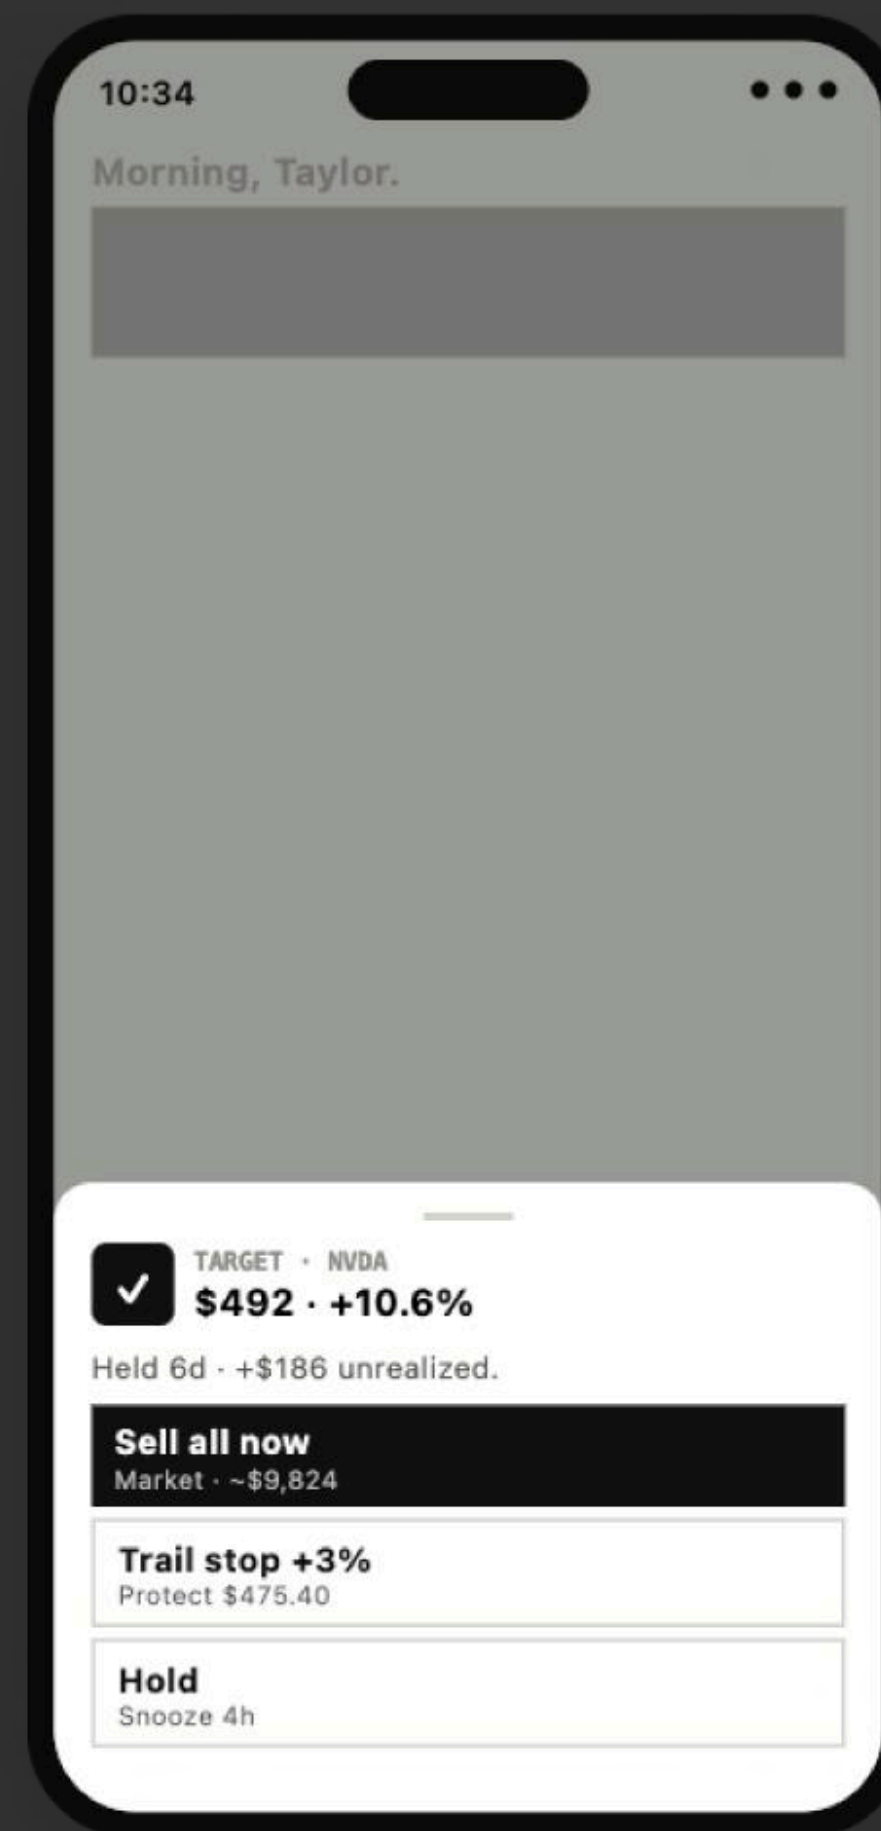 10:34
Morning, Taylor.
TARGET · NVDA
$492 · +10.6%
Held 6d · +$186 unrealized.
Sell all now
Market · ~$9,824
Trail stop +3%
Protect $475.40
Hold
Snooze 4h